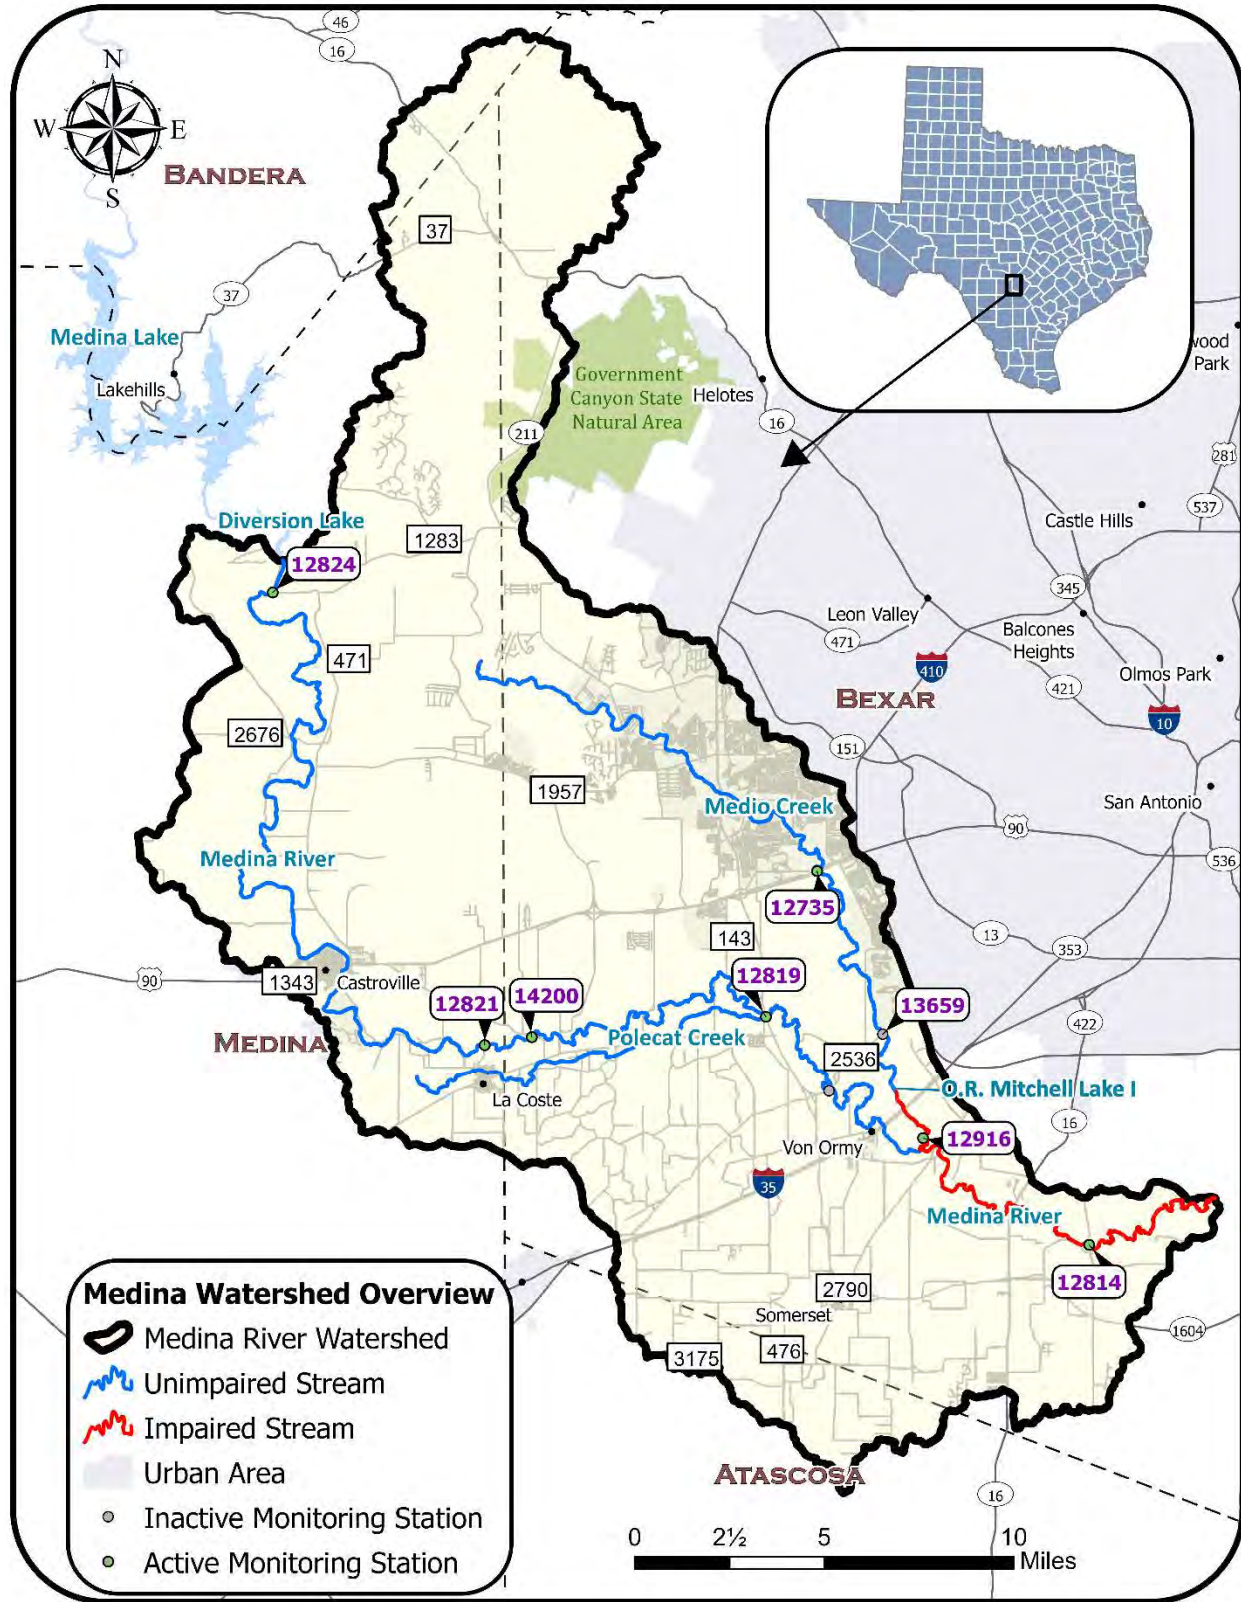 46
16
N
W
E
S
BANDERA
37
37
Medina Lake
Lakehills
Government
Canyon State
Natural Area
Helotes
wood
Park
16
211
281
Diversion Lake
1283
Castle Hills
537
12824
345
Leon Valley
471
Balcones
Heights
471
410
Olmos Park
BEXAR
421
2676
10
151
1957
San Antonio
Medio Creek
90
Medina River
536
12735
143
13
353
90
1343
Castroville
12821
14200
12819
13659
422
MEDINA
Polecat Creek
2536
La Coste
O.R. Mitchell Lake I
16
Von Ormy
12916
35
Medina River
12814
2790
Somerset
1604
3175
476
ATASCOSA
16
Medina Watershed Overview
Medina River Watershed
Unimpaired Stream
Impaired Stream
Urban Area
Inactive Monitoring Station
Active Monitoring Station
0 2½ 5 10
Miles